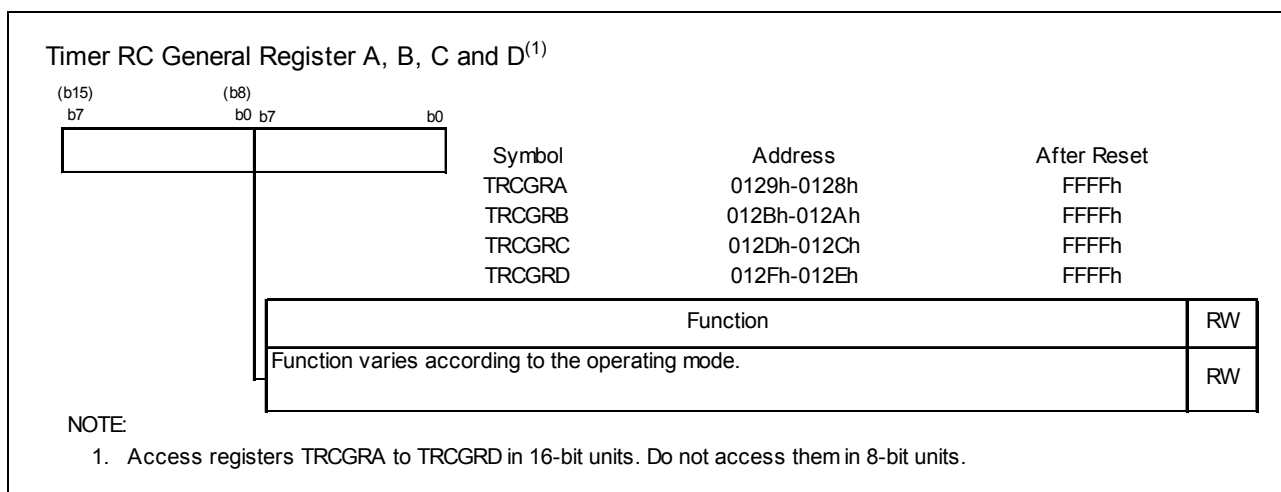 Timer RC General Register A, B, C and D(1)
(b15) (b8)
b7 b0 b7 b0
Symbol Address After Reset
TRCGRA 0129h-0128h FFFFh
TRCGRB 012Bh-012Ah FFFFh
TRCGRC 012Dh-012Ch FFFFh
TRCGRD 012Fh-012Eh FFFFh
Function RW
Function varies according to the operating mode. RW
NOTE:
1. Access registers TRCGRA to TRCGRD in 16-bit units. Do not access them in 8-bit units.